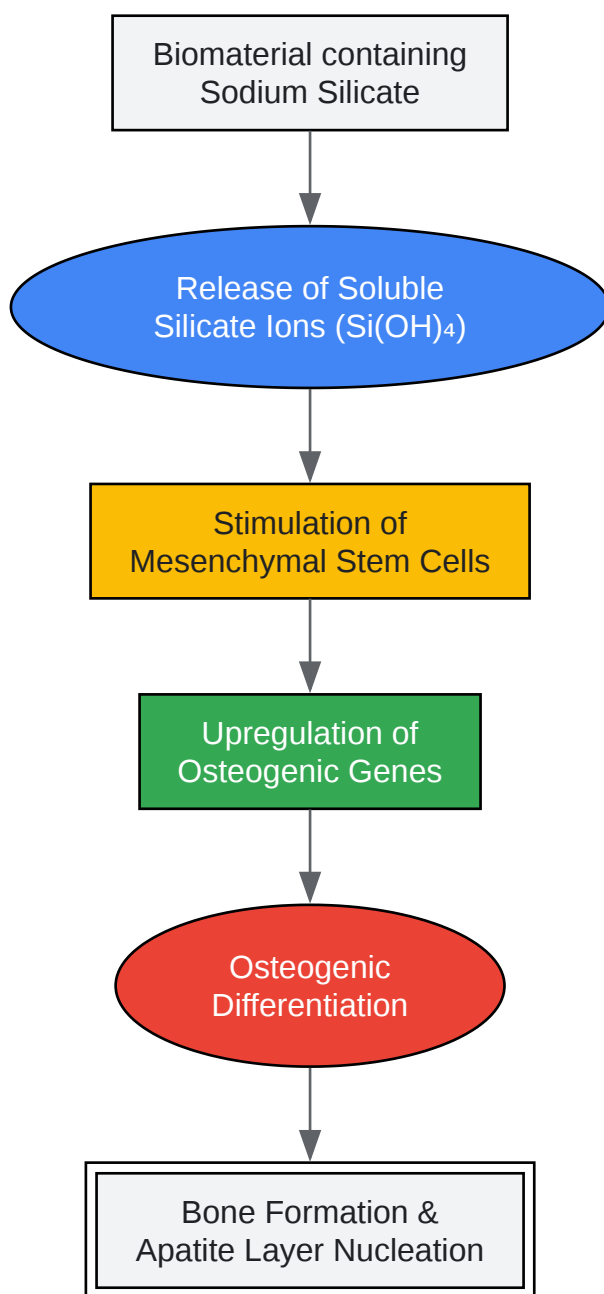 Biomaterial containing
Sodium Silicate
Release of Soluble
Silicate Ions (Si(OH)₄)
Stimulation of
Mesenchymal Stem Cells
Upregulation of
Osteogenic Genes
Osteogenic
Differentiation
Bone Formation &
Apatite Layer Nucleation